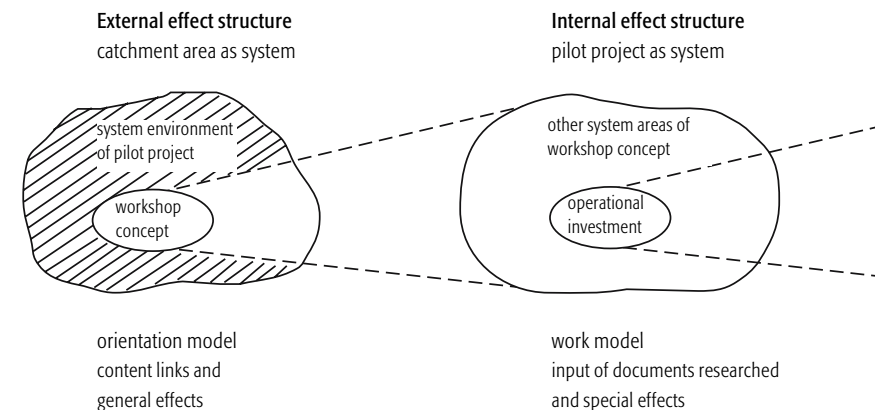 External effect structure
catchment area as system
system environment
of pilot project
workshop
concept
orientation model
content links and
general effects
Internal effect structure
pilot project as system
other system areas of
workshop concept
operational
investment
work model
input of documents researched
and special effects